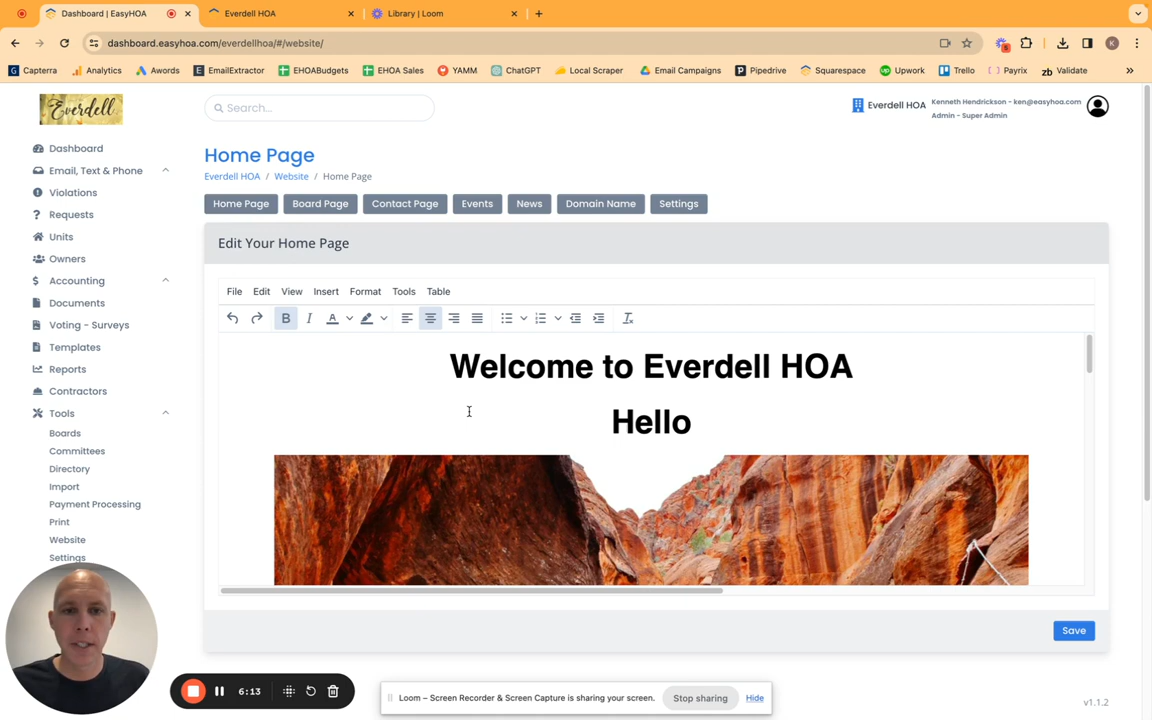 Dashboard | EasyHOA
Everdell HOA
Library | Loom
dashboard.easyhoa.com/everdellhoa/#/website/
Capterra
Analytics
Awords
EmailExtractor
EHOABudgets
EHOA Sales
YAMM
ChatGPT
Local Scraper
Email Campaigns
Pipedrive
Squarespace
Upwork
Trello
Payrix
Validate
Everdell
Search...
Everdell HOA
Kenneth Hendrickson - ken@easyhoa.com
Admin - Super Admin
Dashboard
Email, Text & Phone
Violations
Requests
Units
Owners
Accounting
Documents
Voting - Surveys
Templates
Reports
Contractors
Tools
Boards
Committees
Directory
Import
Payment Processing
Print
Website
Settings
Home Page
Everdell HOA / Website / Home Page
Home Page
Board Page
Contact Page
Events
News
Domain Name
Settings
Edit Your Home Page
File Edit View Insert Format Tools Table
Welcome to Everdell HOA
Hello
Save
6:13
Loom – Screen Recorder & Screen Capture is sharing your screen.
Stop sharing
Hide
v1.1.2